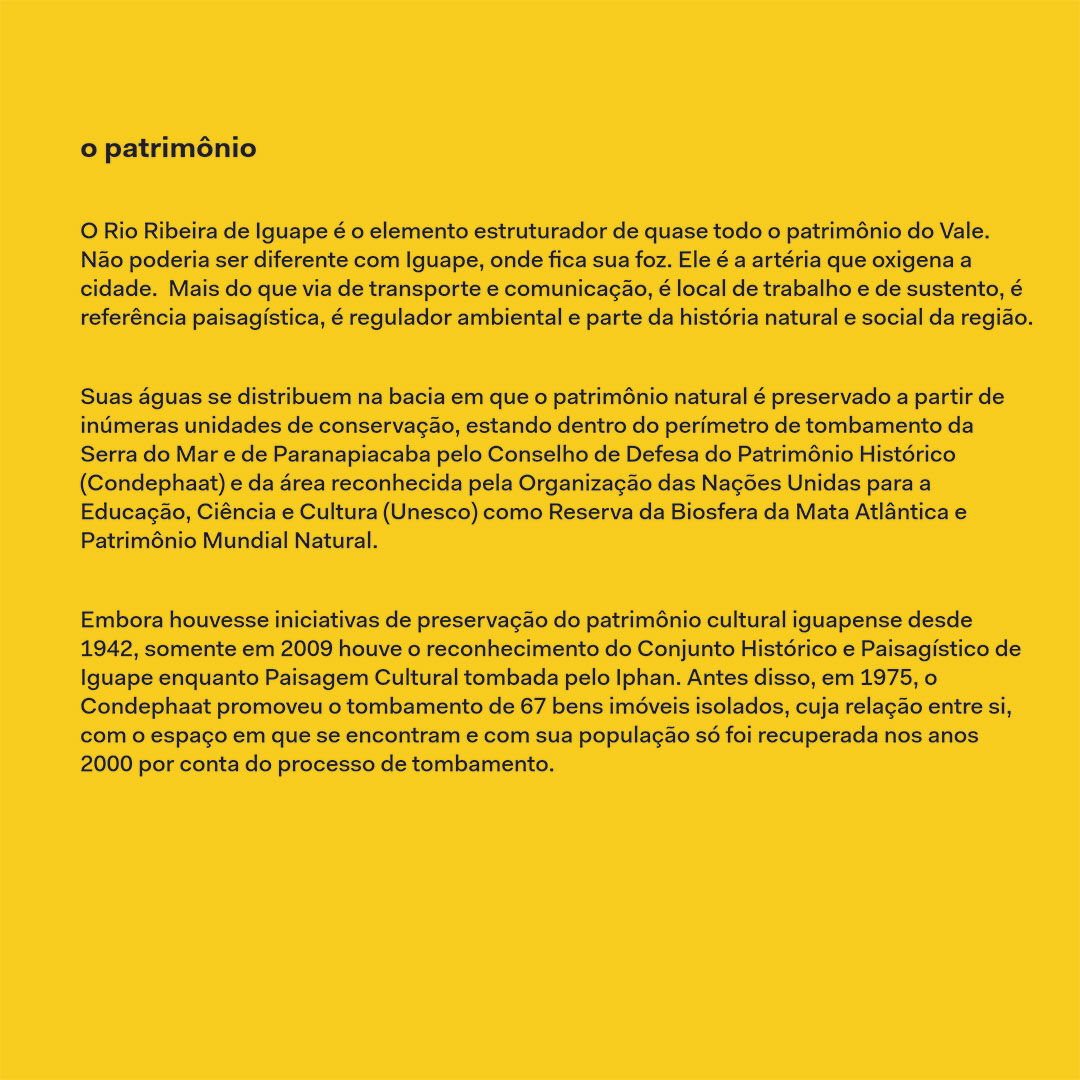 o patrimônio
O Rio Ribeira de Iguape é o elemento estruturador de quase todo o patrimônio do Vale.
Não poderia ser diferente com Iguape, onde fica sua foz. Ele é a artéria que oxigena a
cidade.  Mais do que via de transporte e comunicação, é local de trabalho e de sustento, é
referência paisagística, é regulador ambiental e parte da história natural e social da região.
Suas águas se distribuem na bacia em que o patrimônio natural é preservado a partir de
inúmeras unidades de conservação, estando dentro do perímetro de tombamento da
Serra do Mar e de Paranapiacaba pelo Conselho de Defesa do Patrimônio Histórico
(Condephaat) e da área reconhecida pela Organização das Nações Unidas para a
Educação, Ciência e Cultura (Unesco) como Reserva da Biosfera da Mata Atlântica e
Patrimônio Mundial Natural.
Embora houvesse iniciativas de preservação do patrimônio cultural iguapense desde
1942, somente em 2009 houve o reconhecimento do Conjunto Histórico e Paisagístico de
Iguape enquanto Paisagem Cultural tombada pelo Iphan. Antes disso, em 1975, o
Condephaat promoveu o tombamento de 67 bens imóveis isolados, cuja relação entre si,
com o espaço em que se encontram e com sua população só foi recuperada nos anos
2000 por conta do processo de tombamento.